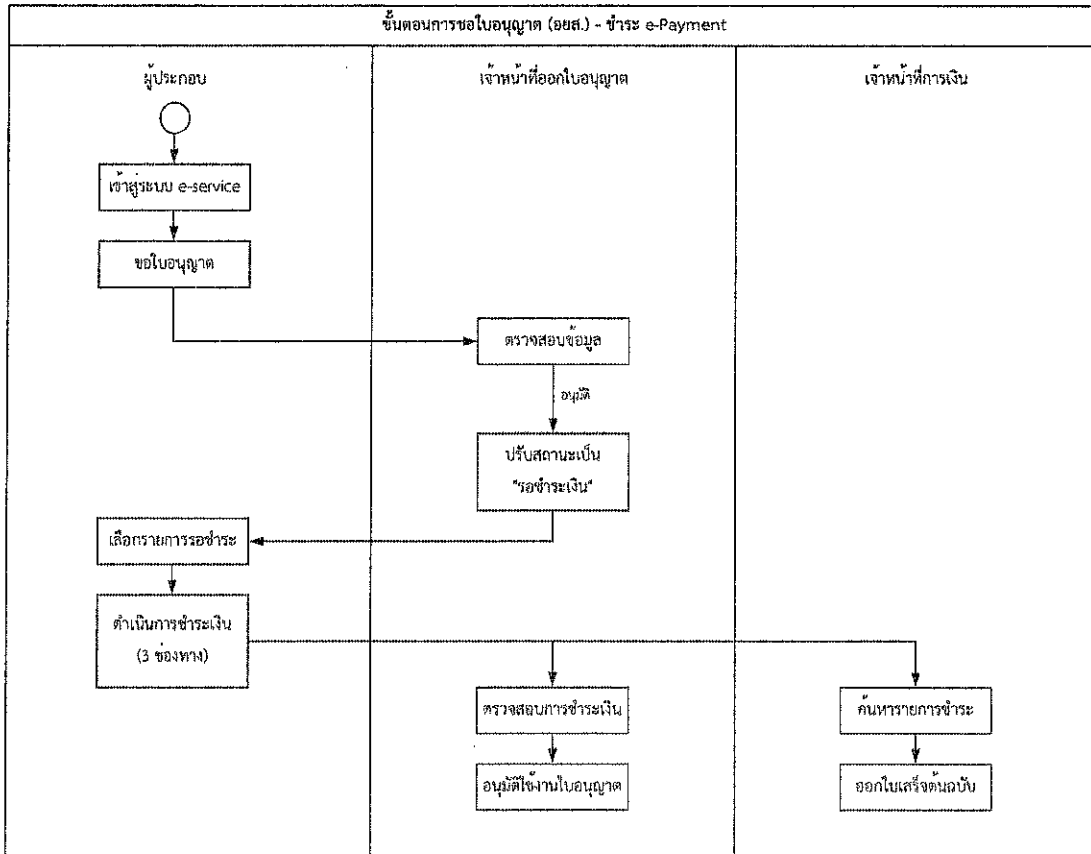 ขั้นตอนการขอใบอนุญาต (อยส.) - ชำระ e-Payment
ผู้ประกอบ
เจ้าหน้าที่ออกใบอนุญาต
เจ้าหน้าที่การเงิน
เข้าสู่ระบบ e-service
ขอใบอนุญาต
ตรวจสอบข้อมูล
อนุมัติ
ปรับสถานะเป็น
"รอชำระเงิน"
เลือกรายการรอชำระ
ดำเนินการชำระเงิน
(3 ช่องทาง)
ตรวจสอบการชำระเงิน
ค้นหารายการชำระ
อนุมัติใช้งานใบอนุญาต
ออกใบเสร็จต้นฉบับ